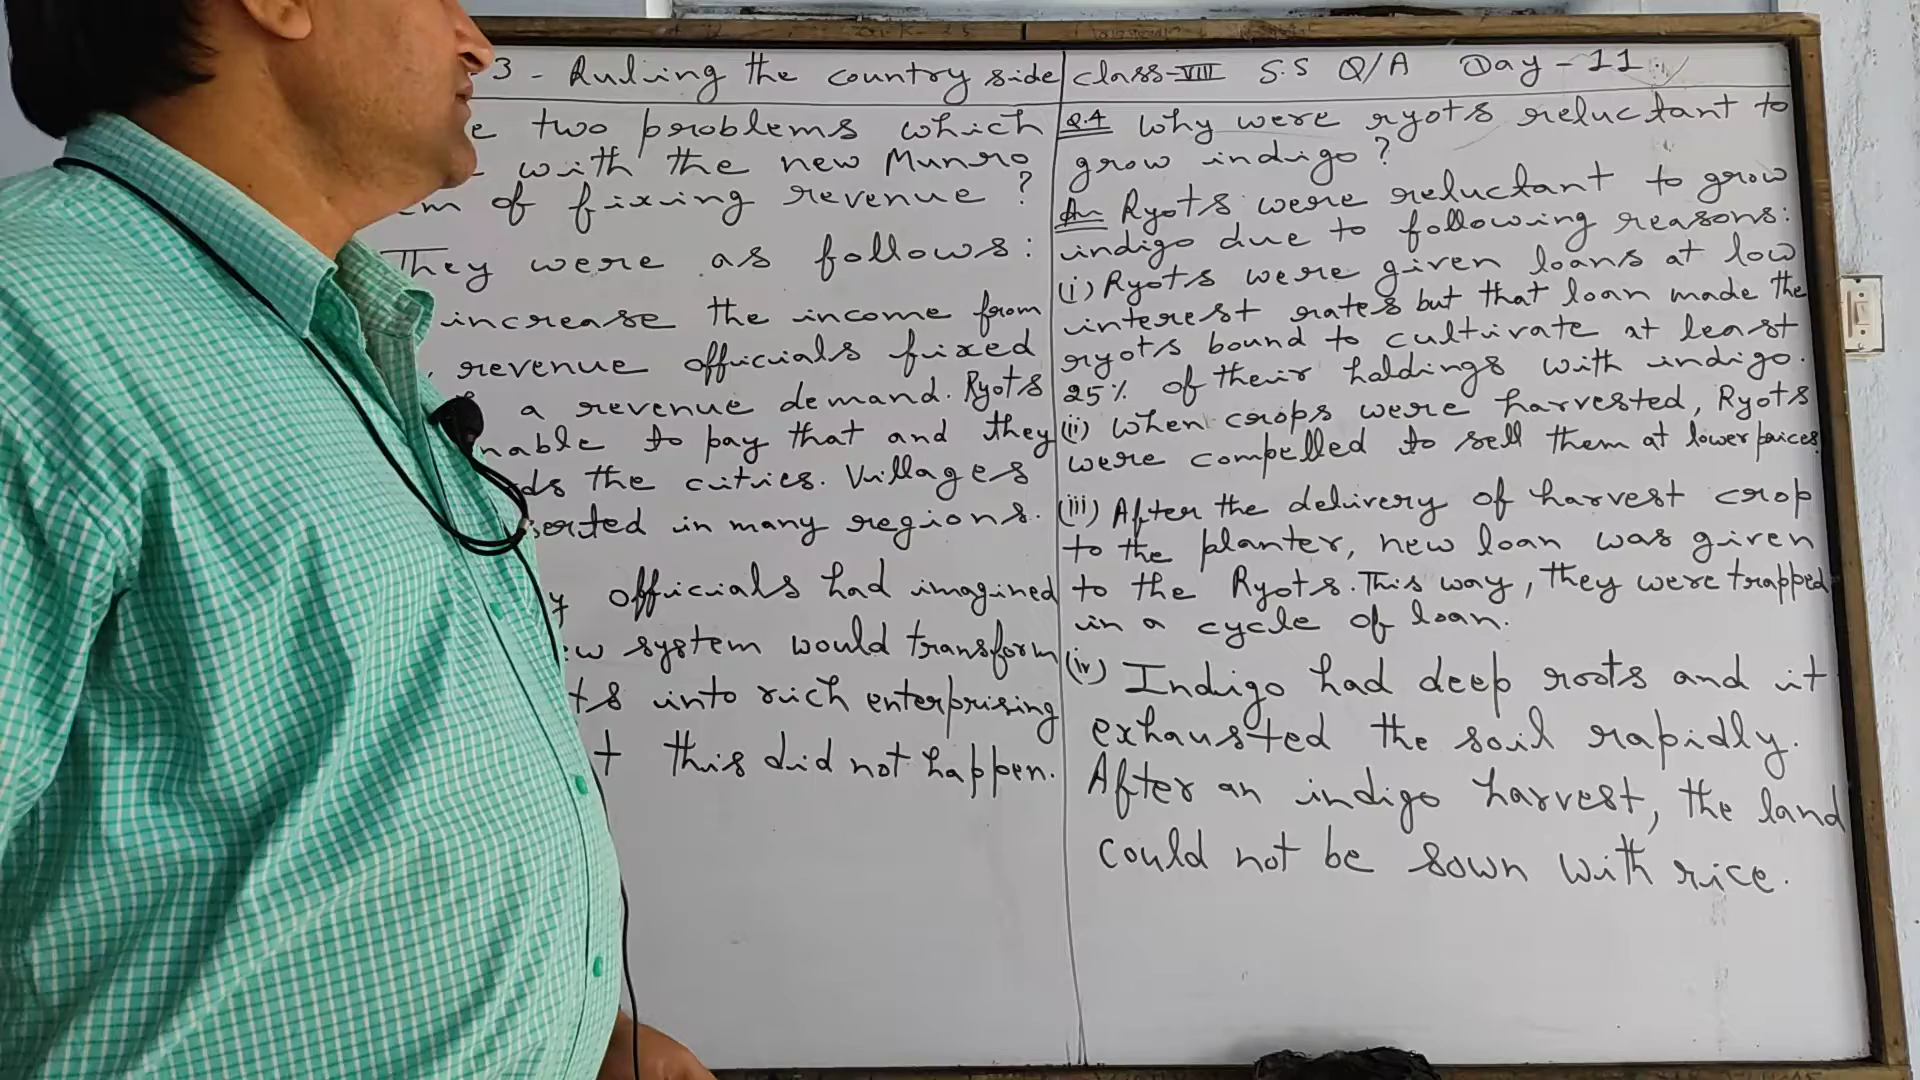 3 - Ruling the country side
two problems which
with the new Munro
of fixing revenue ?
They were as follows :
increase the income from
revenue officials fixed
a revenue demand. Ryots
to pay that and they
the cities. Villages
in many regions.
officials had imagined
system would transform
into rich enterprising
this did not happen.
class-VIII S.S Q/A Day - 11
Q.4 Why were ryots reluctant to
grow indigo ?
Ans Ryots were reluctant to grow
indigo due to following reasons :
(i) Ryots were given loans at low
interest rates but that loan made the
ryots bound to cultivate at least
25% of their holdings with indigo.
(ii) When crops were harvested, Ryots
were compelled to sell them at lower prices
(iii) After the delivery of harvest crop
to the planter, new loan was given
to the Ryots. This way, they were trapped
in a cycle of loan.
(iv) Indigo had deep roots and it
exhausted the soil rapidly.
After an indigo harvest, the land
could not be sown with rice.